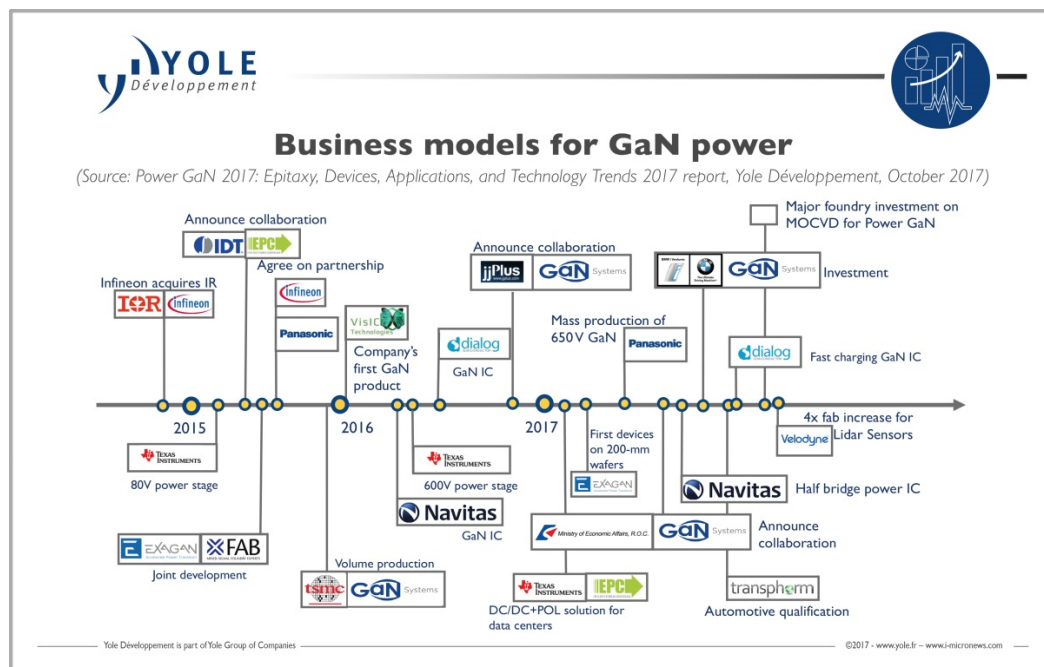 YOLE
Développement
Business models for GaN power
(Source: Power GaN 2017: Epitaxy, Devices, Applications, and Technology Trends 2017 report, Yole Développement, October 2017)
Major foundry investment on
MOCVD for Power GaN
Announce collaboration
IDT
EPC
Announce collaboration
jjPlus
GaN Systems
GaN Systems
Investment
Agree on partnership
Infineon acquires IR
IOR
infineon
infineon
Panasonic
VisIC
Technologies
Company's
first GaN
product
dialog
SEMICONDUCTOR
GaN IC
Mass production of
650V GaN
Panasonic
dialog
SEMICONDUCTOR
Fast charging GaN IC
2015
2016
2017
4x fab increase for
Lidar Sensors
Velodyne
TEXAS
INSTRUMENTS
80V power stage
TEXAS
INSTRUMENTS
600V power stage
First devices
on 200-mm
wafers
EXAGAN
Navitas
GaN IC
Navitas
Half bridge power IC
EXAGAN
XFAB
Joint development
Ministry of Economic Affairs, R.O.C.
GaN Systems
Announce
collaboration
Volume production
tsmc
GaN Systems
TEXAS
INSTRUMENTS
EPC
DC/DC+POL solution for
data centers
transphorm
Automotive qualification
Yole Développement is part of Yole Group of Companies
©2017 - www.yole.fr – www.i-micronews.com